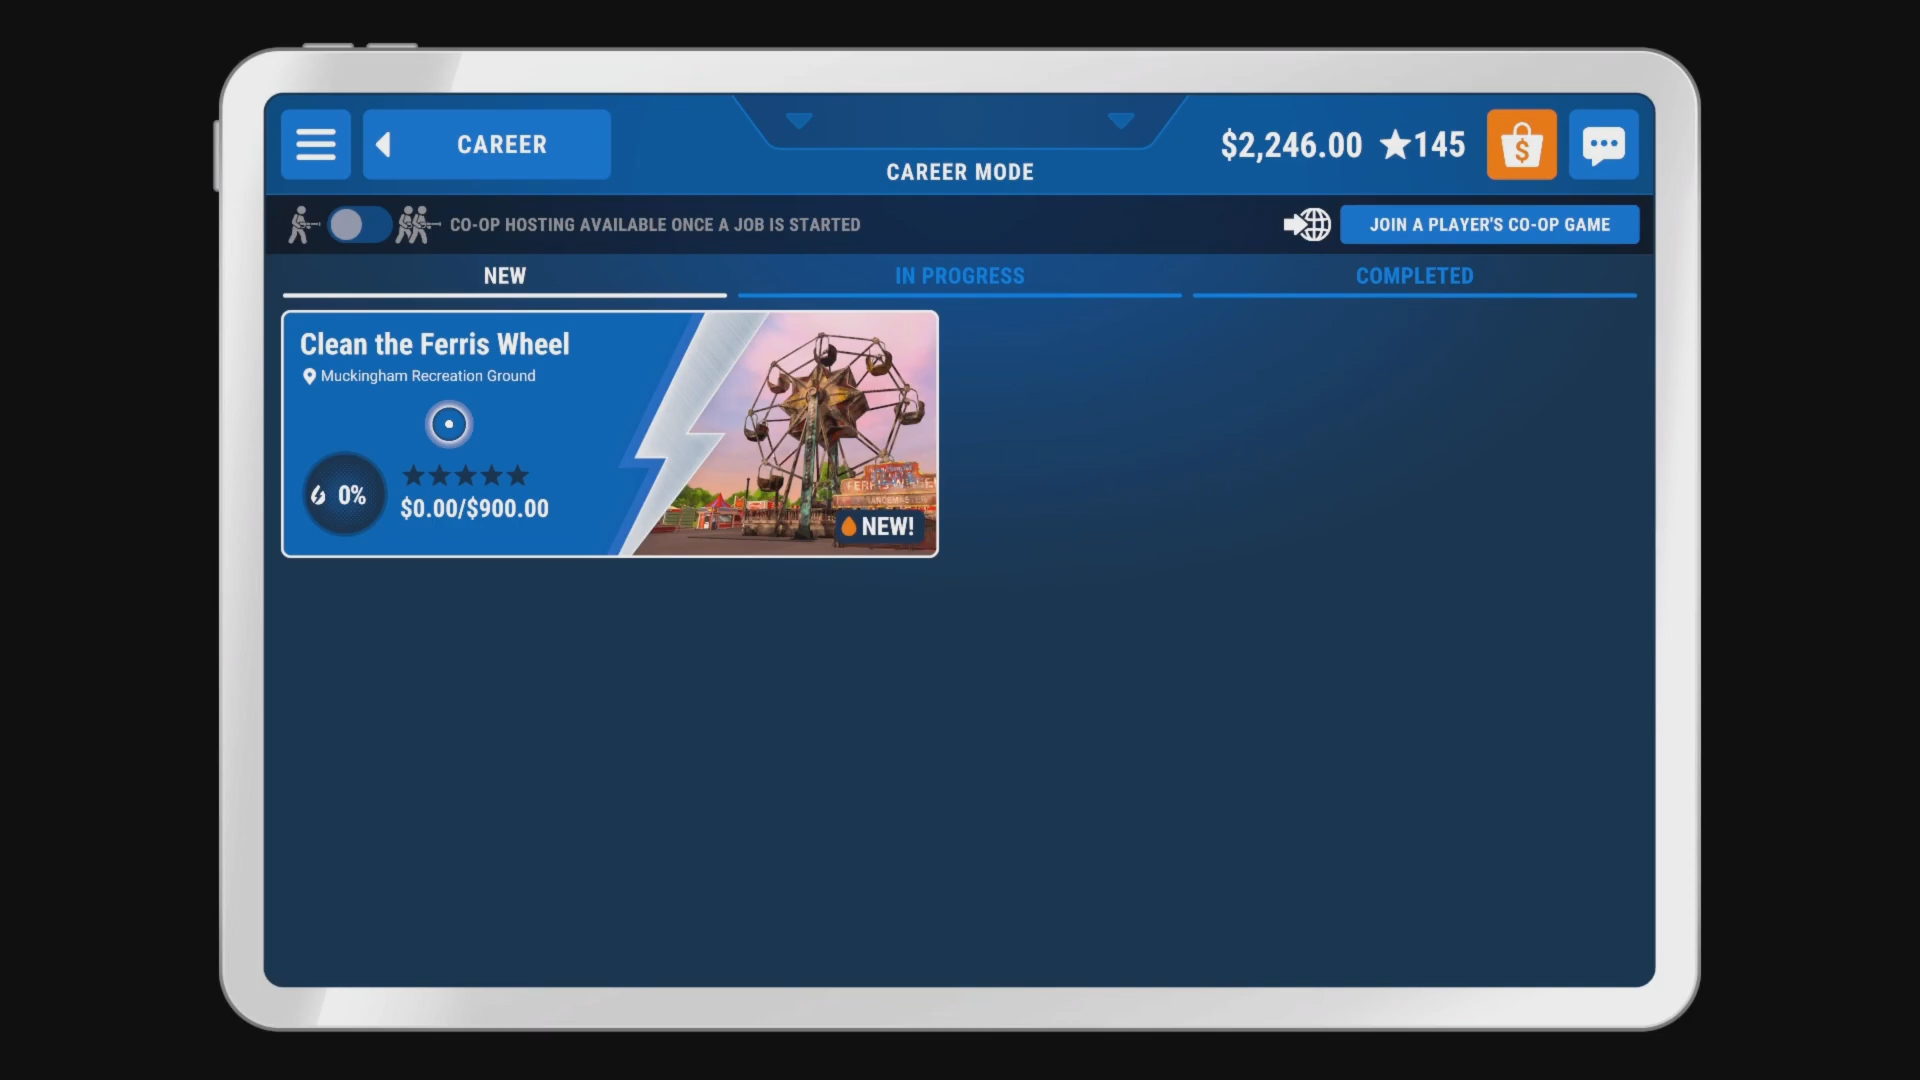 CAREER
CAREER MODE
$2,246.00
145
$
CO-OP HOSTING AVAILABLE ONCE A JOB IS STARTED
JOIN A PLAYER'S CO-OP GAME
NEW
IN PROGRESS
COMPLETED
Clean the Ferris Wheel
Muckingham Recreation Ground
0%
$0.00/$900.00
NEW!